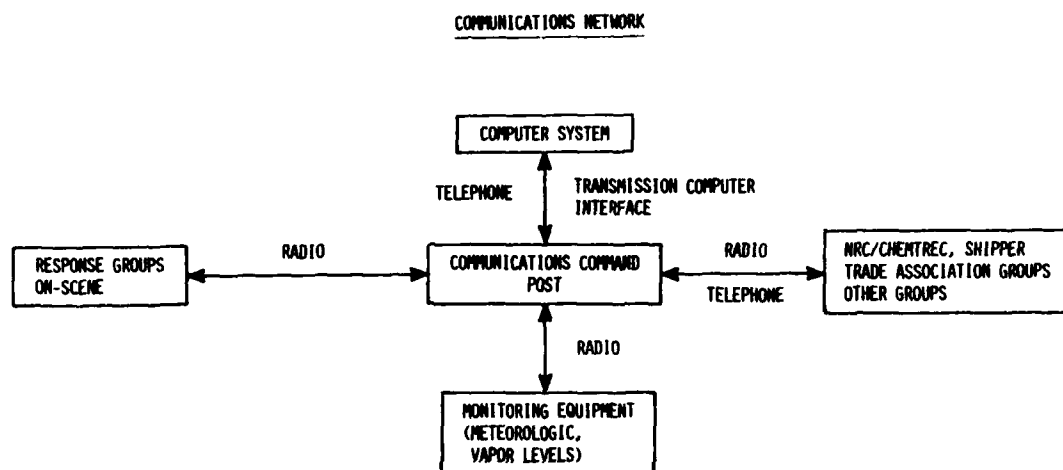 COMMUNICATIONS NETWORK
COMPUTER SYSTEM
TELEPHONE
TRANSMISSION COMPUTER
INTERFACE
RESPONSE GROUPS
ON-SCENE
RADIO
COMMUNICATIONS COMMAND
POST
RADIO
TELEPHONE
NRC/CHEMTREC, SHIPPER
TRADE ASSOCIATION GROUPS
OTHER GROUPS
RADIO
MONITORING EQUIPMENT
(METEOROLOGIC,
VAPOR LEVELS)